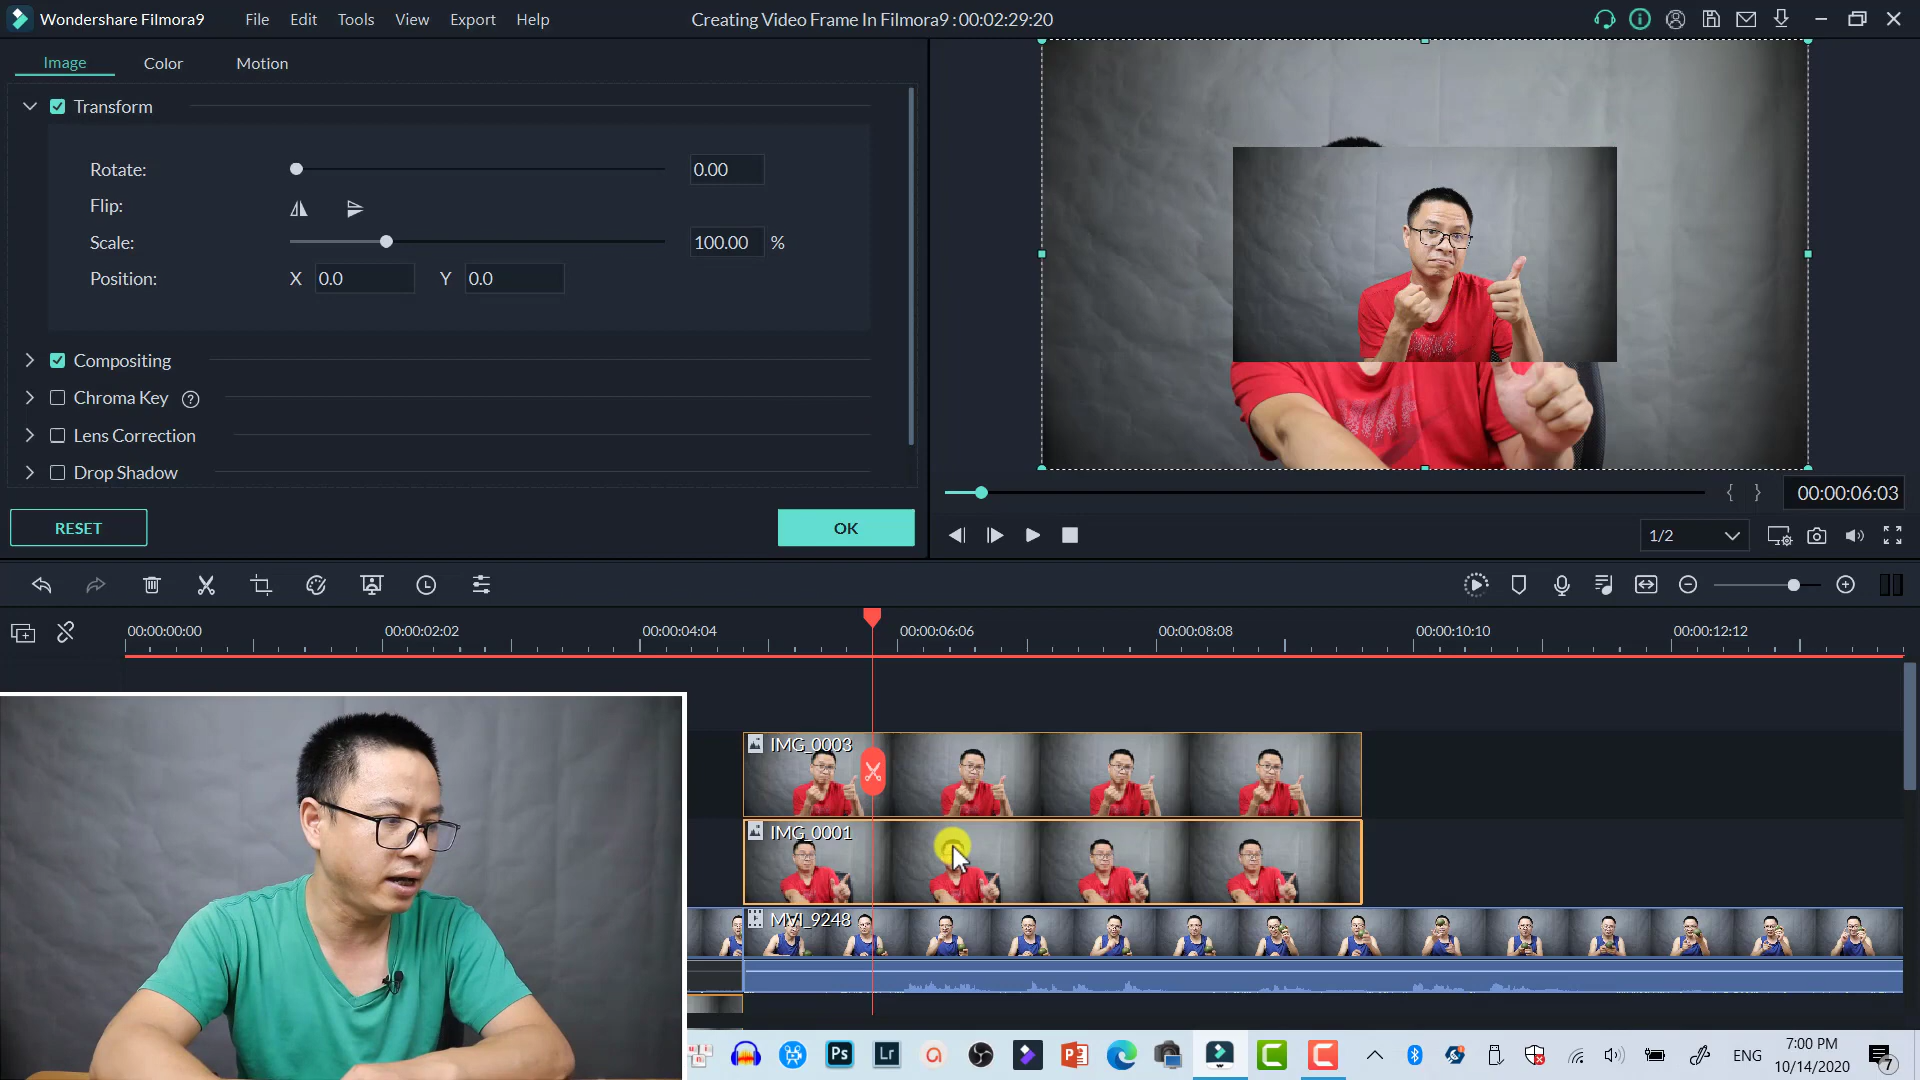 Wondershare Filmora9 File Edit Tools View Export Help Creating Video Frame In Filmora9 : 00:02:29:20
Image Color Motion
Transform
Rotate: 0.00
Flip:
Scale: 100.00 %
Position: X 0.0 Y 0.0
Compositing
Chroma Key ?
Lens Correction
Drop Shadow
RESET OK
{ } 00:00:06:03
1/2
00:00:00:00 00:00:02:02 00:00:04:04 00:00:06:06 00:00:08:08 00:00:10:10 00:00:12:12
IMG_0003
IMG_0001
MVI_9248
Ps Lr ENG 7:00 PM
10/14/2020 7